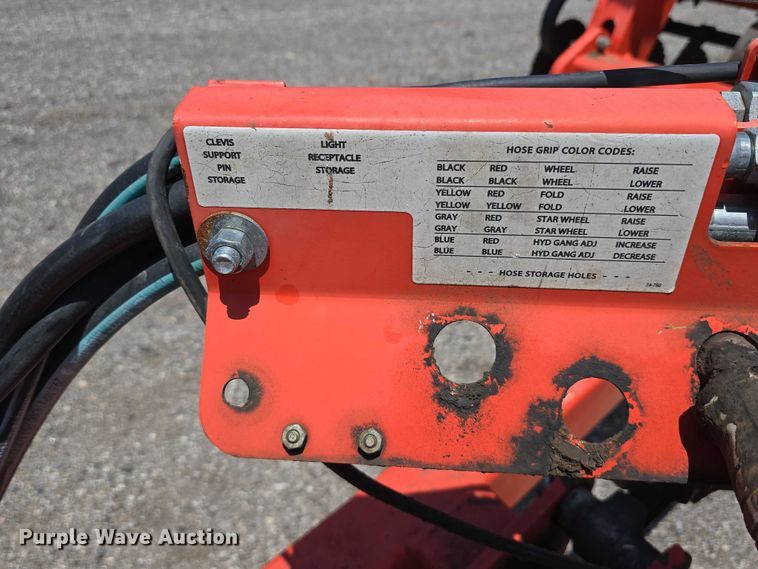 CLEVIS
SUPPORT
PIN
STORAGE
LIGHT
RECEPTACLE
STORAGE
HOSE GRIP COLOR CODES:
BLACK RED WHEEL RAISE
BLACK BLACK WHEEL LOWER
YELLOW RED FOLD RAISE
YELLOW YELLOW FOLD LOWER
GRAY RED STAR WHEEL RAISE
GRAY GRAY STAR WHEEL LOWER
BLUE RED HYD GANG ADJ INCREASE
BLUE BLUE HYD GANG ADJ DECREASE
- - - HOSE STORAGE HOLES - - -
74-760
Purple Wave Auction